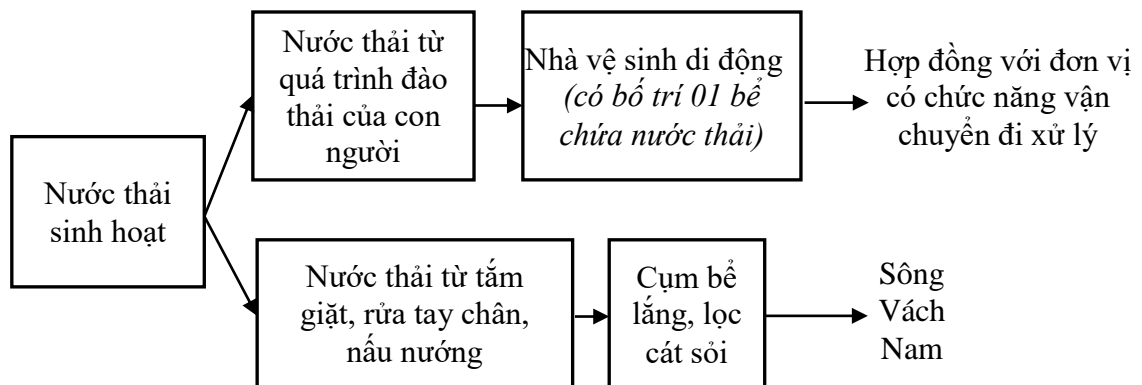 Nước thải
sinh hoạt
Nước thải từ
quá trình đào
thải của con
người
Nhà vệ sinh di động
(có bố trí 01 bể
chứa nước thải)
Hợp đồng với đơn vị
có chức năng vận
chuyển đi xử lý
Nước thải từ tắm
giặt, rửa tay chân,
nấu nướng
Cụm bể
lắng, lọc
cát sỏi
Sông
Vách
Nam